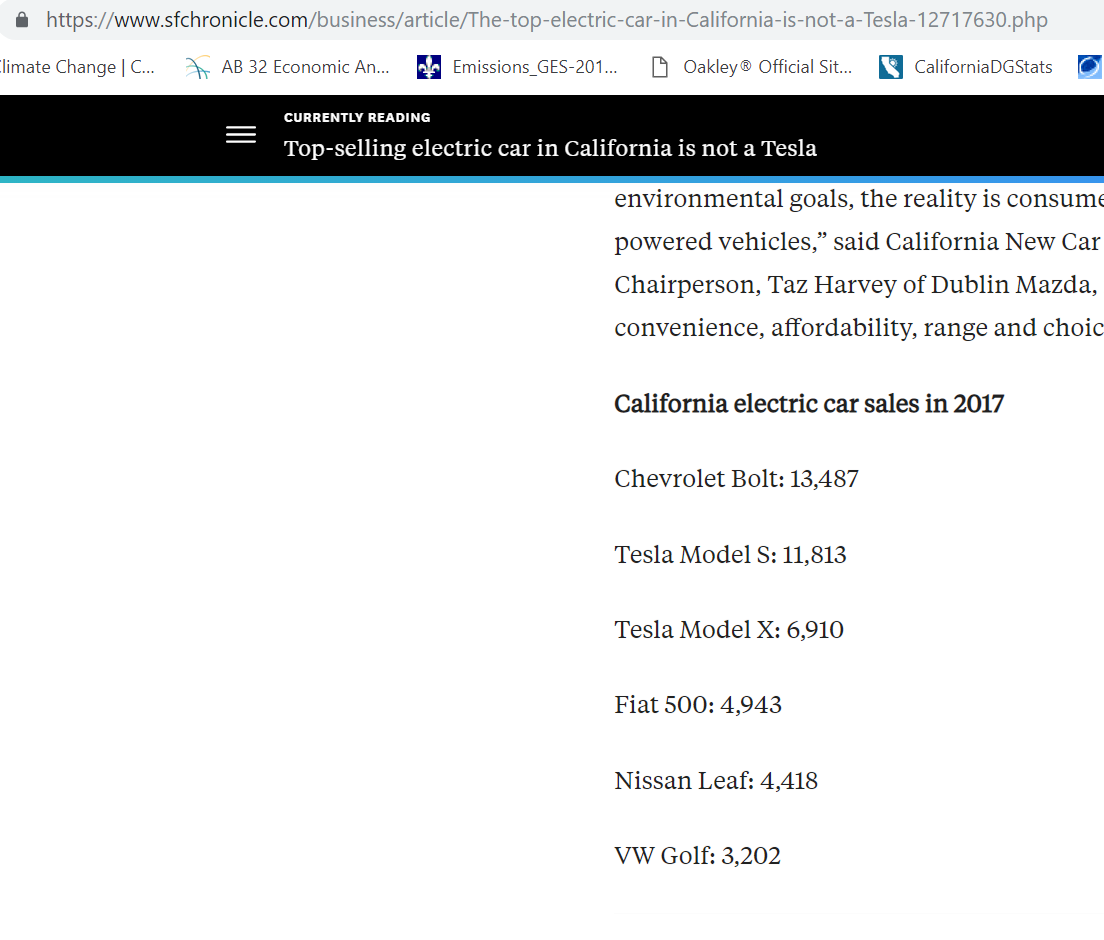 https://www.sfchronicle.com/business/article/The-top-electric-car-in-California-is-not-a-Tesla-12717630.php
limate Change | C... AB 32 Economic An... Emissions_GES-201... Oakley® Official Sit... CaliforniaDGStats
CURRENTLY READING
Top-selling electric car in California is not a Tesla
environmental goals, the reality is consume
powered vehicles,” said California New Car
Chairperson, Taz Harvey of Dublin Mazda,
convenience, affordability, range and choic
California electric car sales in 2017
Chevrolet Bolt: 13,487
Tesla Model S: 11,813
Tesla Model X: 6,910
Fiat 500: 4,943
Nissan Leaf: 4,418
VW Golf: 3,202